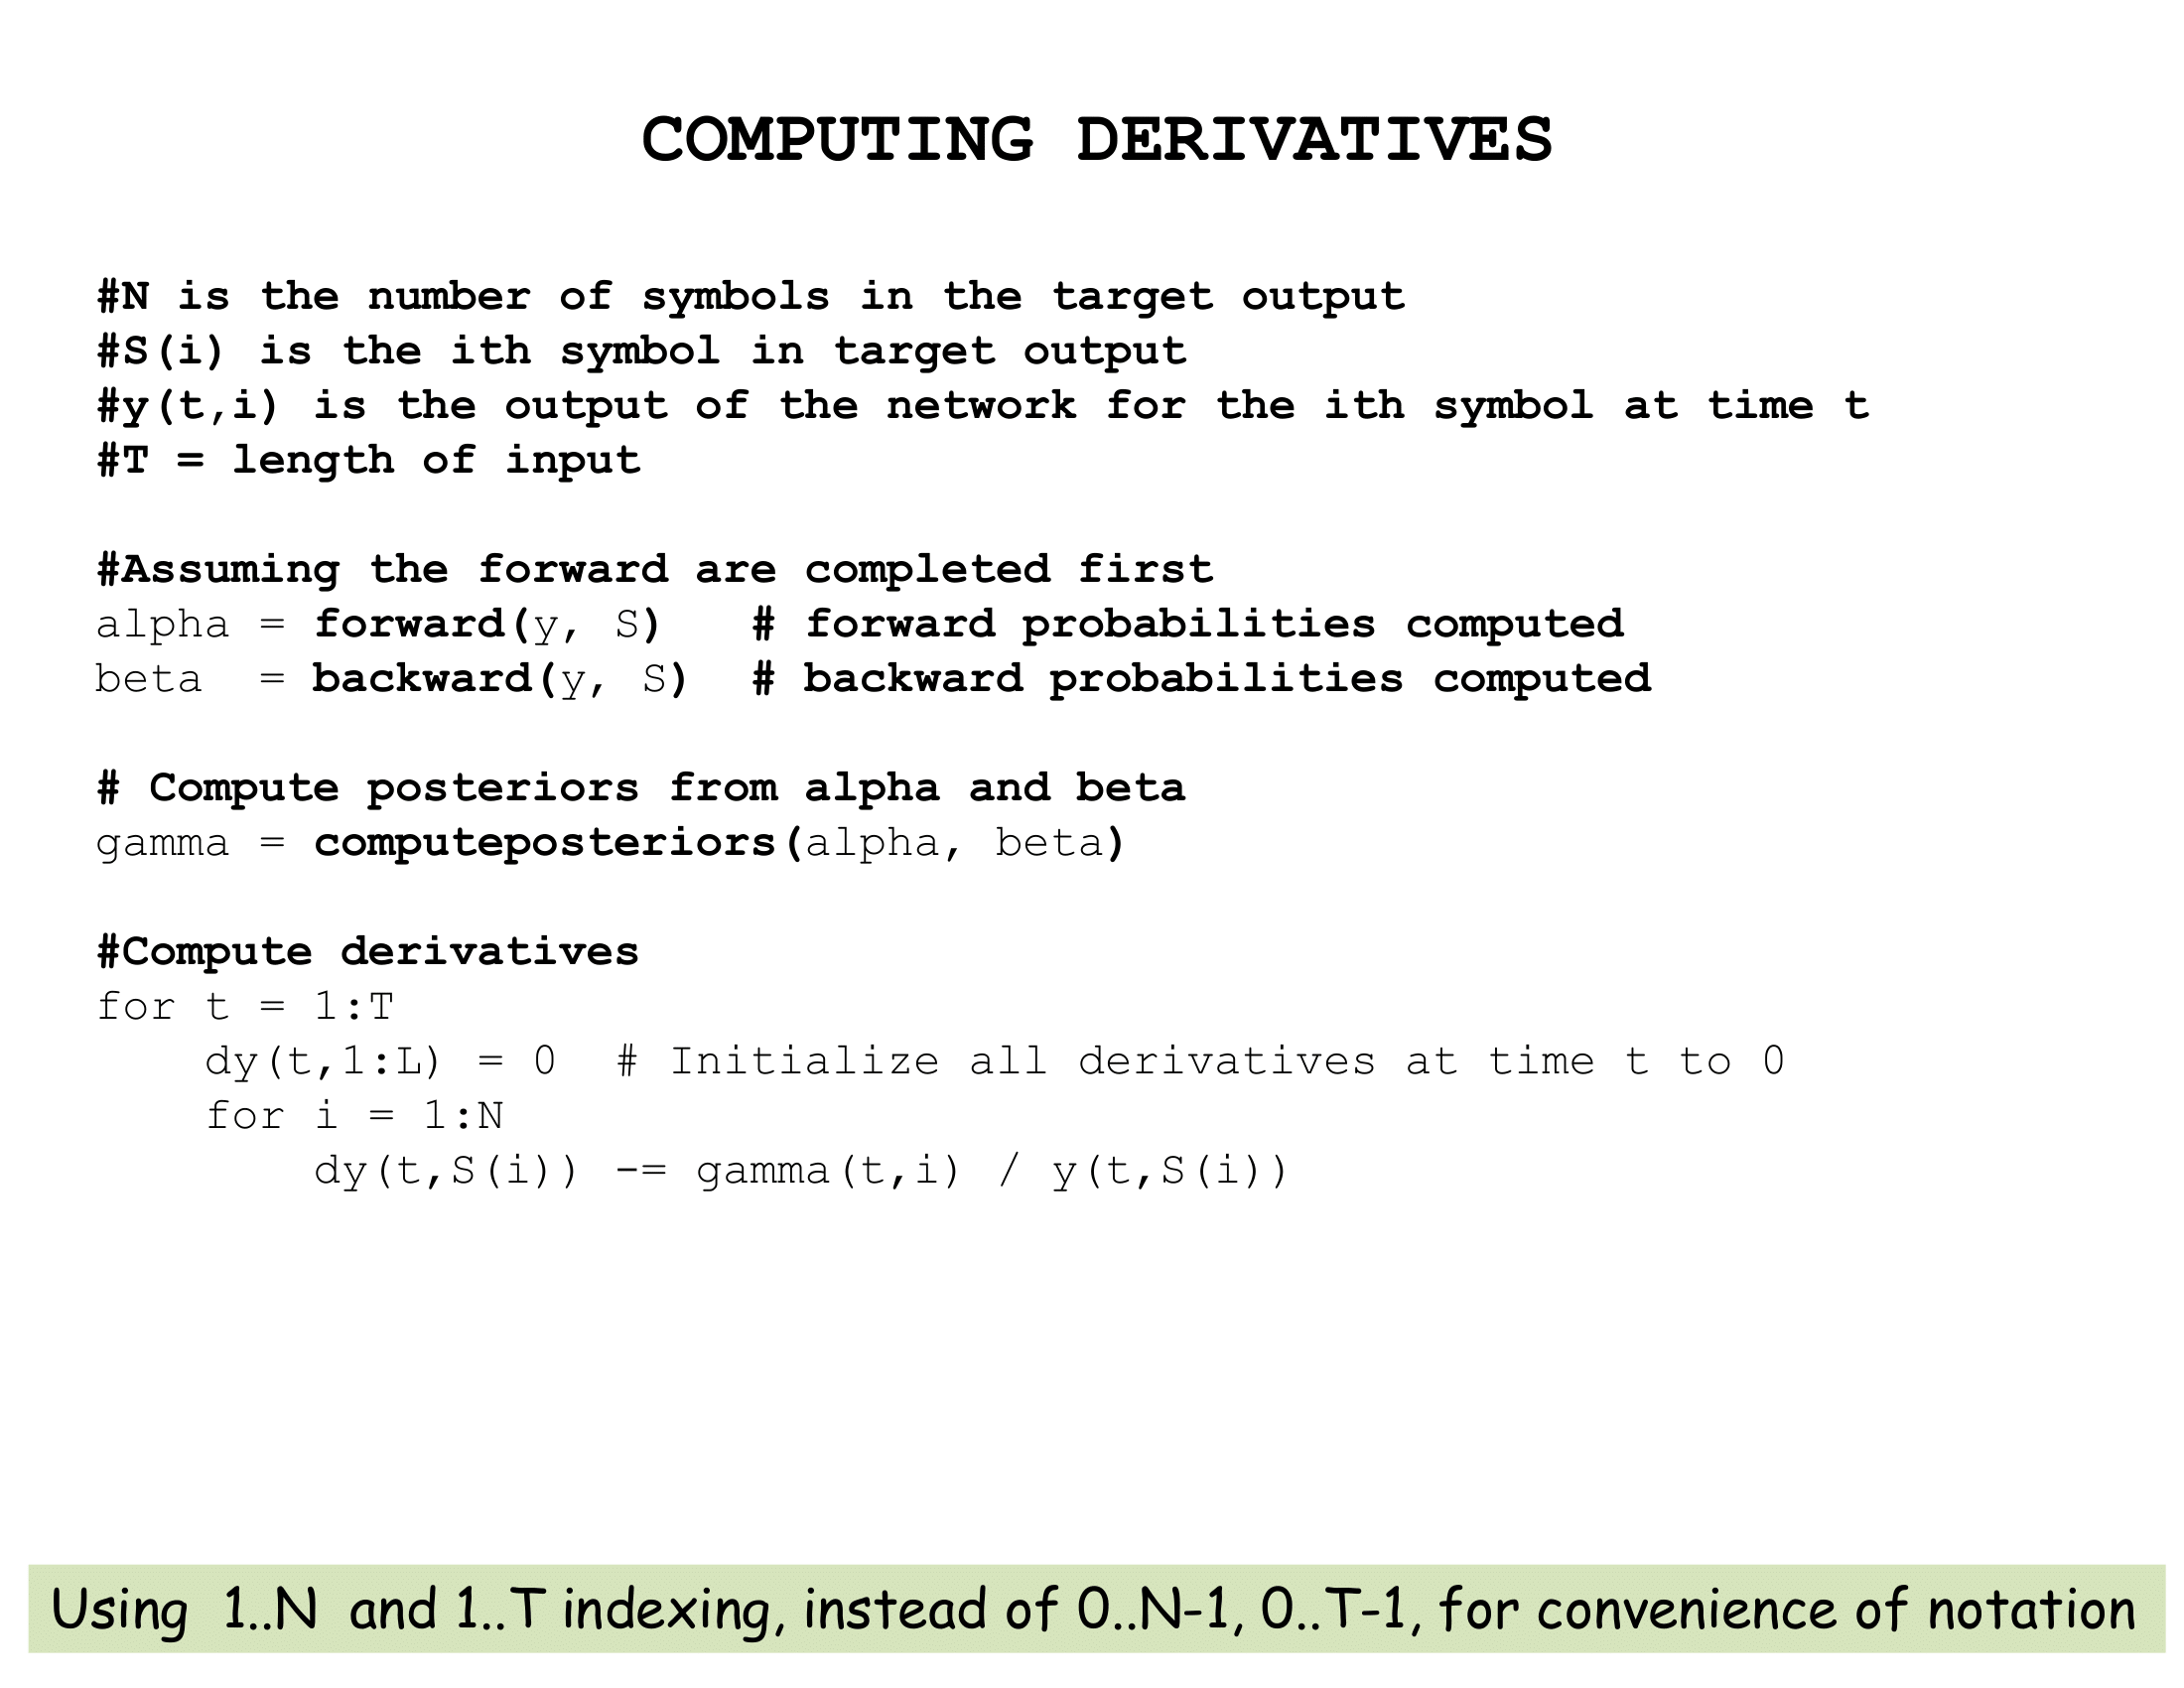 COMPUTING DERIVATIVES
#N is the number of symbols in the target output
#S(i) is the ith symbol in target output
#y(t,i) is the output of the network for the ith symbol at time t
#T = length of input
#Assuming the forward are completed first
alpha = forward(y, S)   # forward probabilities computed
beta  = backward(y, S)  # backward probabilities computed
# Compute posteriors from alpha and beta
gamma = computeposteriors(alpha, beta)
#Compute derivatives
for t = 1:T
    dy(t,1:L) = 0  # Initialize all derivatives at time t to 0
    for i = 1:N
        dy(t,S(i)) -= gamma(t,i) / y(t,S(i))
Using 1..N and 1..T indexing, instead of 0..N-1, 0..T-1, for convenience of notation